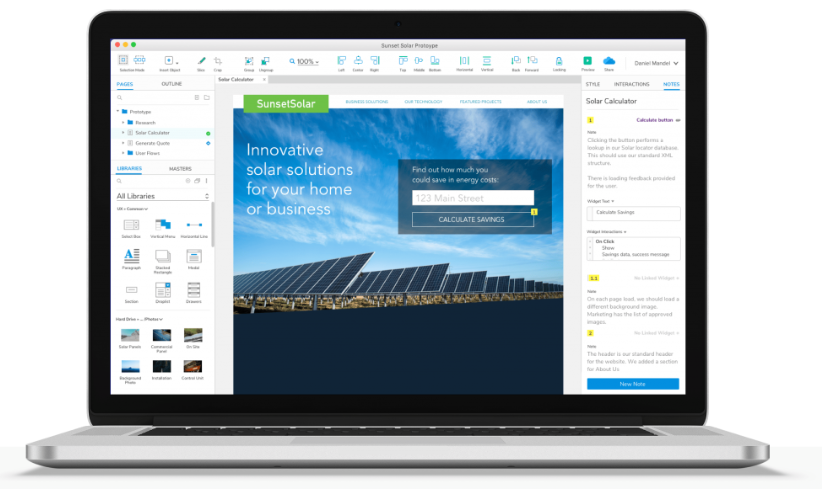 Sunset Solar Prototype
100%
Daniel Mandel
Selection Mode
Insert Object
Crop
Group
Ungroup
Left
Center
Right
Top
Middle
Bottom
Horizontal
Vertical
Back
Forward
Locking
Preview
Share
PAGES
OUTLINE
Solar Calculator
STYLE
INTERACTIONS
NOTES
Prototype
Research
Solar Calculator
Generate Quote
User Flows
LIBRARIES
MASTERS
All Libraries
Vertical Menu
Horizontal Line
Paragraph
Stacked
Rectangle
Model
Section
Droplist
Drawers
Solar Panels
Commercial
Panel
On Site
Background
Photo
Installation
Control Unit
SunsetSolar
BUSINESS SOLUTIONS
OUR TECHNOLOGY
FEATURED PROJECTS
ABOUT US
Innovative
solar solutions
for your home
or business
Find out how much you
could save in energy costs:
123 Main Street
1
CALCULATE SAVINGS
Solar Calculator
1
Calculate button
Note
Clicking the button performs a
lookup in our Solar locator database.
This should use our standard XML
structure.
There is loading feedback provided
for the user.
Widget Text
Calculate Savings
Widget Interactions
On Click
Show
Savings data, success message
1.1
No Linked Widget
Note
On each page load, we should load a
different background image.
Marketing has the list of approved
images.
2
No Linked Widget
Note
The header is our standard header
for the website. We added a section
for About Us
New Note